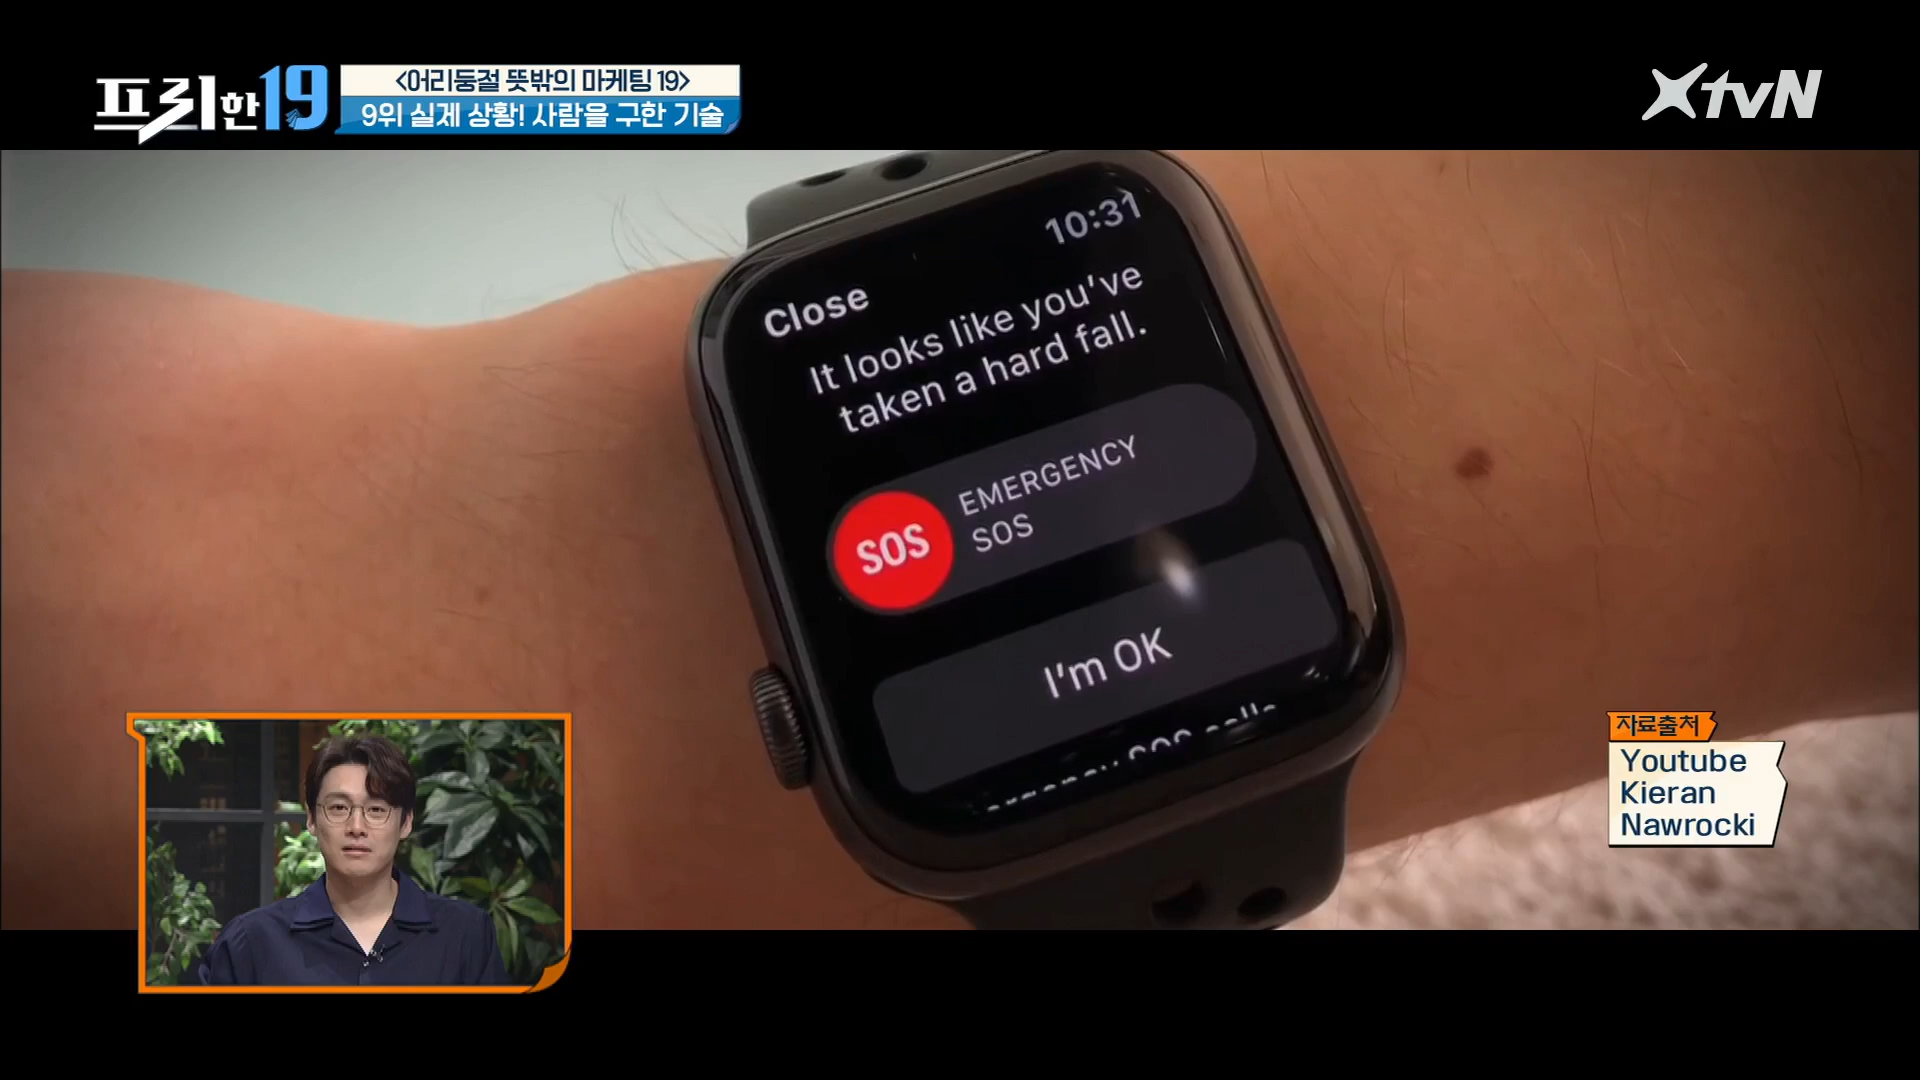 프리한19
<어리둥절 뜻밖의 마케팅 19>
9위 실제 상황! 사람을 구한 기술
XtvN
10:31
Close
It looks like you've
taken a hard fall.
SOS
EMERGENCY
SOS
I'm OK
SOS calls
자료출처
Youtube
Kieran
Nawrocki